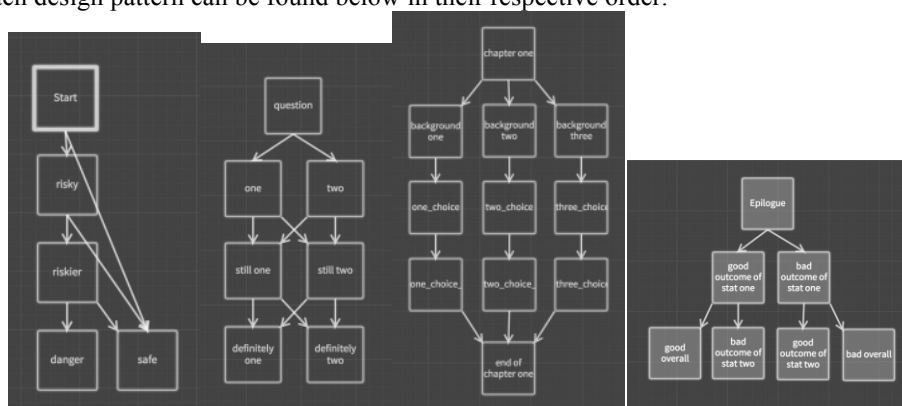 each design pattern can be found below in their respective order:
Start
risky
riskier
danger
safe
question
one
two
still one
still two
definitely
one
definitely
two
chapter one
background
one
background
two
background
three
one_choice
two_choice
three_choice
one_choice_
two_choice_
three_choic
end of
chapter one
Epilogue
good
outcome of
stat one
bad
outcome of
stat one
good
overall
bad
outcome of
stat two
good
outcome of
stat two
bad overall